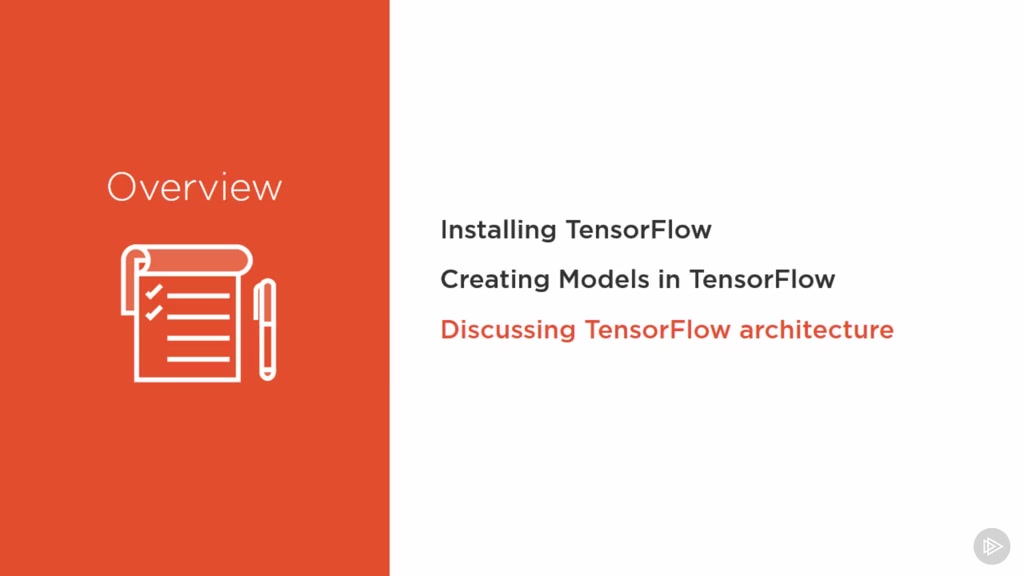 Overview
Installing TensorFlow
Creating Models in TensorFlow
Discussing TensorFlow architecture